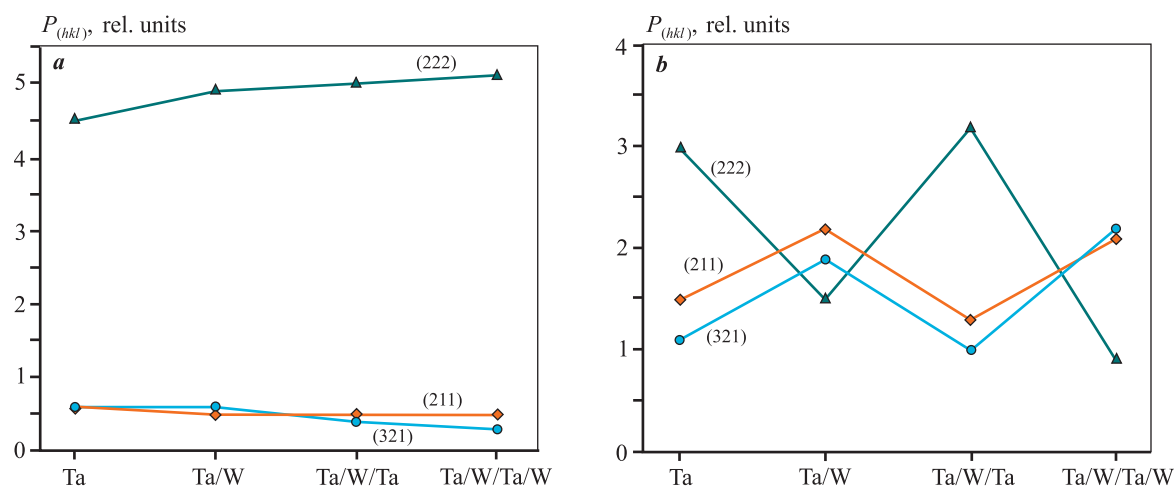 P(hkl), rel. units
a
5
4
3
2
1
0
(222)
(211)
(321)
Ta Ta/W Ta/W/Ta Ta/W/Ta/W
P(hkl), rel. units
b
4
3
2
1
0
(222)
(211)
(321)
Ta Ta/W Ta/W/Ta Ta/W/Ta/W